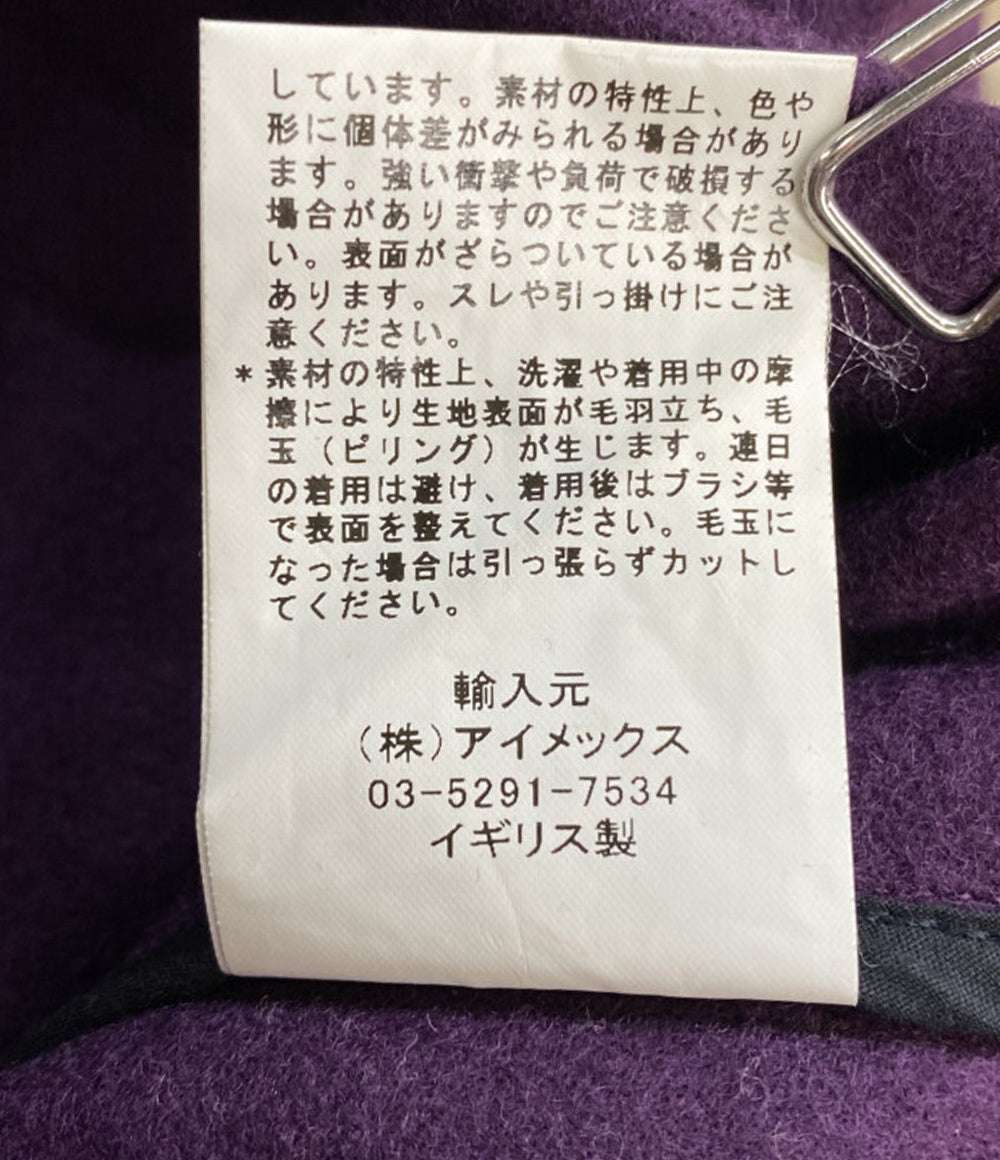 しています。素材の特性上、色や
形に個体差がみられる場合があり
ます。強い衝撃や負荷で破損する
場合がありますのでご注意くださ
い。表面がざらついている場合が
あります。スレや引っ掛けにご注
意ください。
*素材の特性上、洗濯や着用中の摩
擦により生地表面が毛羽立ち、毛
玉(ピリング)が生じます。連日
の着用は避け、着用後はブラシ等
で表面を整えてください。毛玉に
なった場合は引っ張らずカットし
てください。
輸入元
(株)アイメックス
03-5291-7534
イギリス製